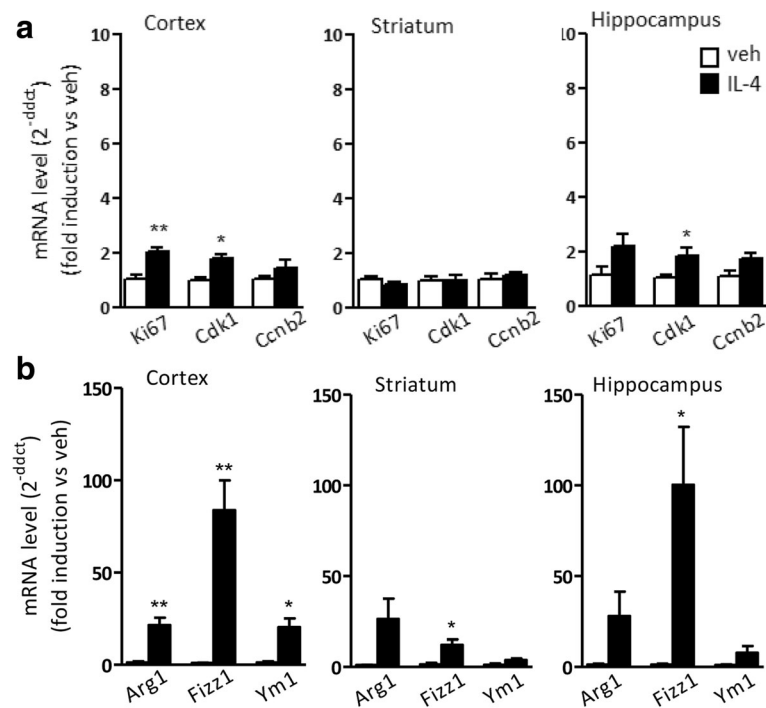 a
Cortex
Striatum
Hippocampus
veh
IL-4
mRNA level (2^-ddct)
(fold induction vs veh)
10
8
6
4
2
0
**
*
Ki67
Cdk1
Ccnb2
10
8
6
4
2
0
Ki67
Cdk1
Ccnb2
10
8
6
4
2
0
*
Ki67
Cdk1
Ccnb2
b
Cortex
Striatum
Hippocampus
mRNA level (2^-ddct)
(fold induction vs veh)
150
100
50
0
**
**
*
Arg1
Fizz1
Ym1
150
100
50
0
*
Arg1
Fizz1
Ym1
150
100
50
0
*
Arg1
Fizz1
Ym1